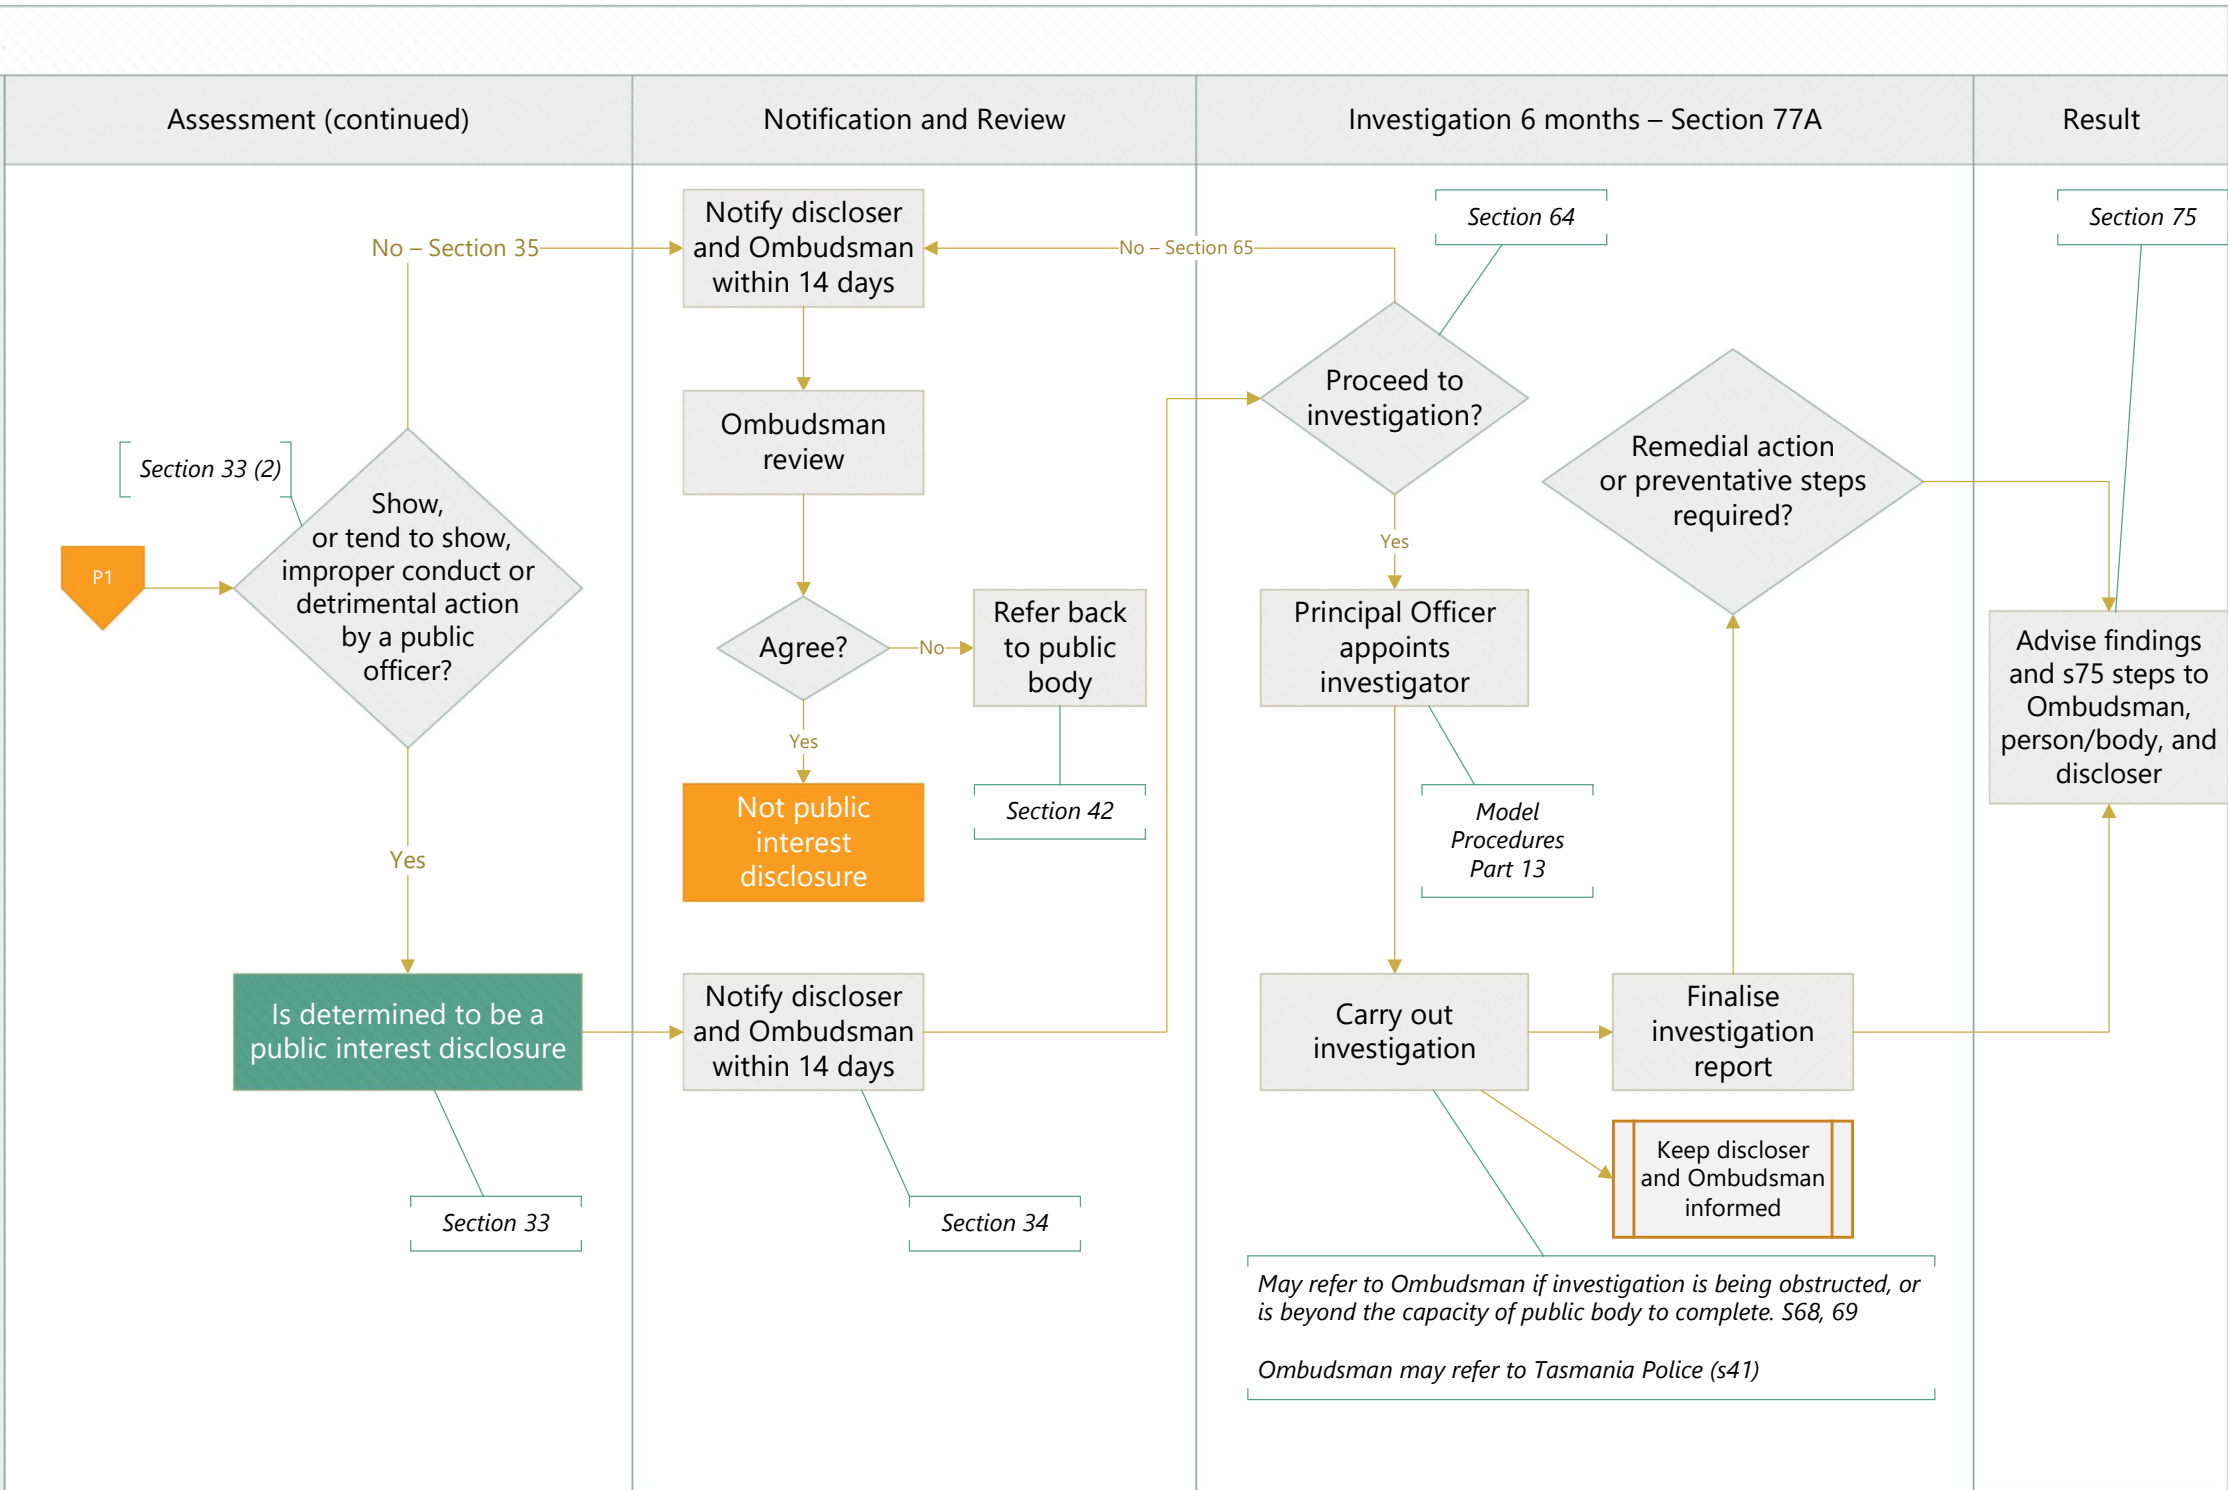 Assessment (continued)
Notification and Review
Investigation 6 months – Section 77A
Result
No – Section 35
Section 33 (2)
P1
Show,
or tend to show,
improper conduct or
detrimental action
by a public
officer?
Yes
Is determined to be a
public interest disclosure
Section 33
Notify discloser
and Ombudsman
within 14 days
Ombudsman
review
Agree?
No
Refer back
to public
body
Section 42
Yes
Not public
interest
disclosure
Notify discloser
and Ombudsman
within 14 days
Section 34
No – Section 65
Section 64
Proceed to
investigation?
Yes
Principal Officer
appoints
investigator
Model
Procedures
Part 13
Carry out
investigation
Finalise
investigation
report
Keep discloser
and Ombudsman
informed
May refer to Ombudsman if investigation is being obstructed, or
is beyond the capacity of public body to complete. S68, 69
Ombudsman may refer to Tasmania Police (s41)
Remedial action
or preventative steps
required?
Section 75
Advise findings
and s75 steps to
Ombudsman,
person/body, and
discloser